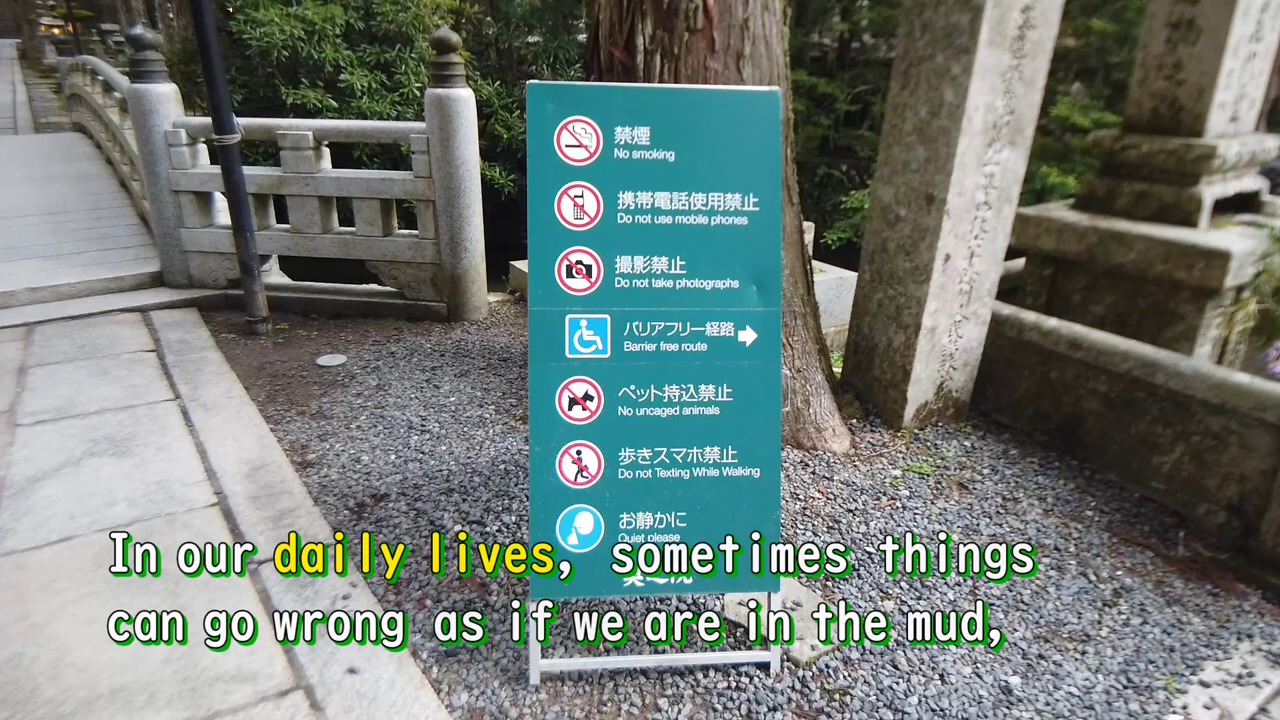 禁煙
No smoking
携帯電話使用禁止
Do not use mobile phones
撮影禁止
Do not take photographs
バリアフリー経路
Barrier free route
ペット持込禁止
No uncaged animals
歩きスマホ禁止
Do not Texting While Walking
お静かに
Quiet please
In our daily lives, sometimes things
can go wrong as if we are in the mud,